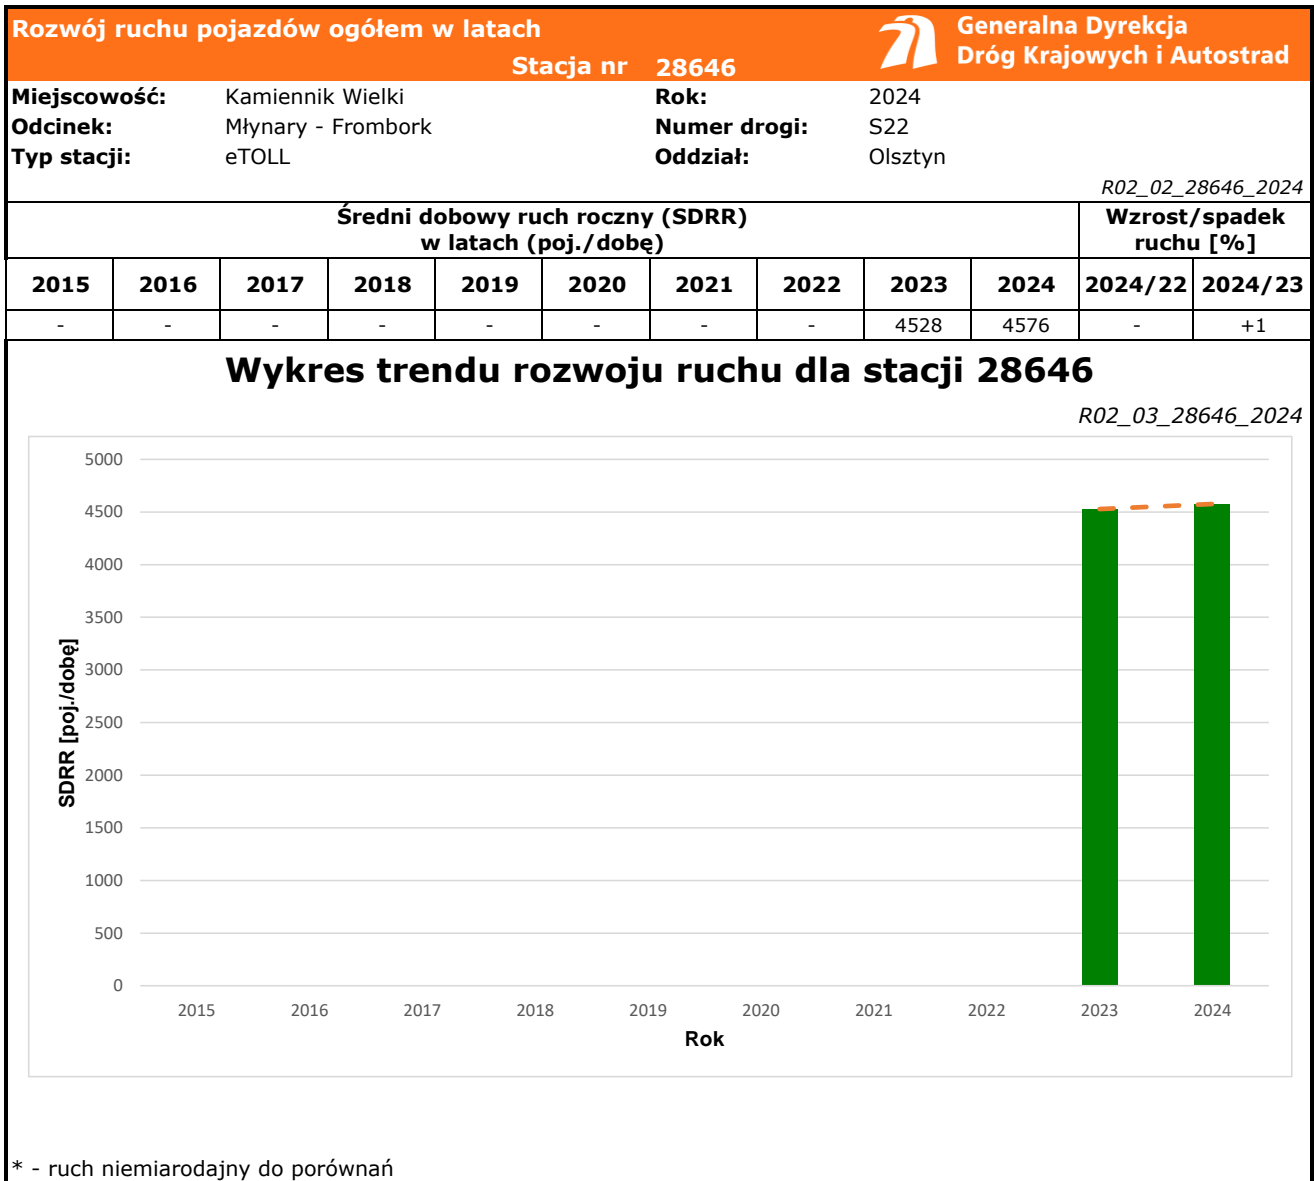 Rozwój ruchu pojazdów ogółem w latach
Stacja nr 28646
Generalna Dyrekcja
Dróg Krajowych i Autostrad
Miejscowość: Kamiennik Wielki Rok: 2024
Odcinek: Młynary - Frombork Numer drogi: S22
Typ stacji: eTOLL Oddział: Olsztyn
R02_02_28646_2024
Średni dobowy ruch roczny (SDRR)
w latach (poj./dobę)
Wzrost/spadek
ruchu [%]
2015 2016 2017 2018 2019 2020 2021 2022 2023 2024 2024/22 2024/23
- - - - - - - - 4528 4576 - +1
Wykres trendu rozwoju ruchu dla stacji 28646
R02_03_28646_2024
5000
4500
4000
3500
3000
2500
2000
1500
1000
500
0
SDRR [poj./dobę]
2015 2016 2017 2018 2019 2020 2021 2022 2023 2024
Rok
* - ruch niemiarodajny do porównań